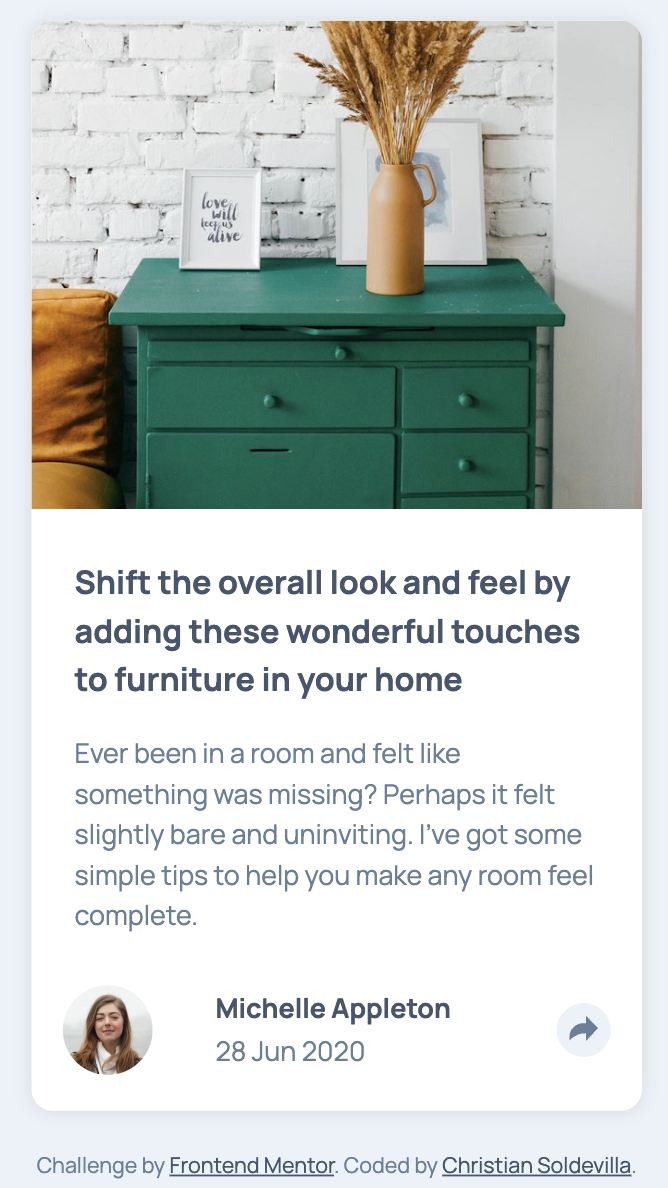 love
will
keep us
alive
Shift the overall look and feel by
adding these wonderful touches
to furniture in your home
Ever been in a room and felt like
something was missing? Perhaps it felt
slightly bare and uninviting. I’ve got some
simple tips to help you make any room feel
complete.
Michelle Appleton
28 Jun 2020
Challenge by Frontend Mentor. Coded by Christian Soldevilla.